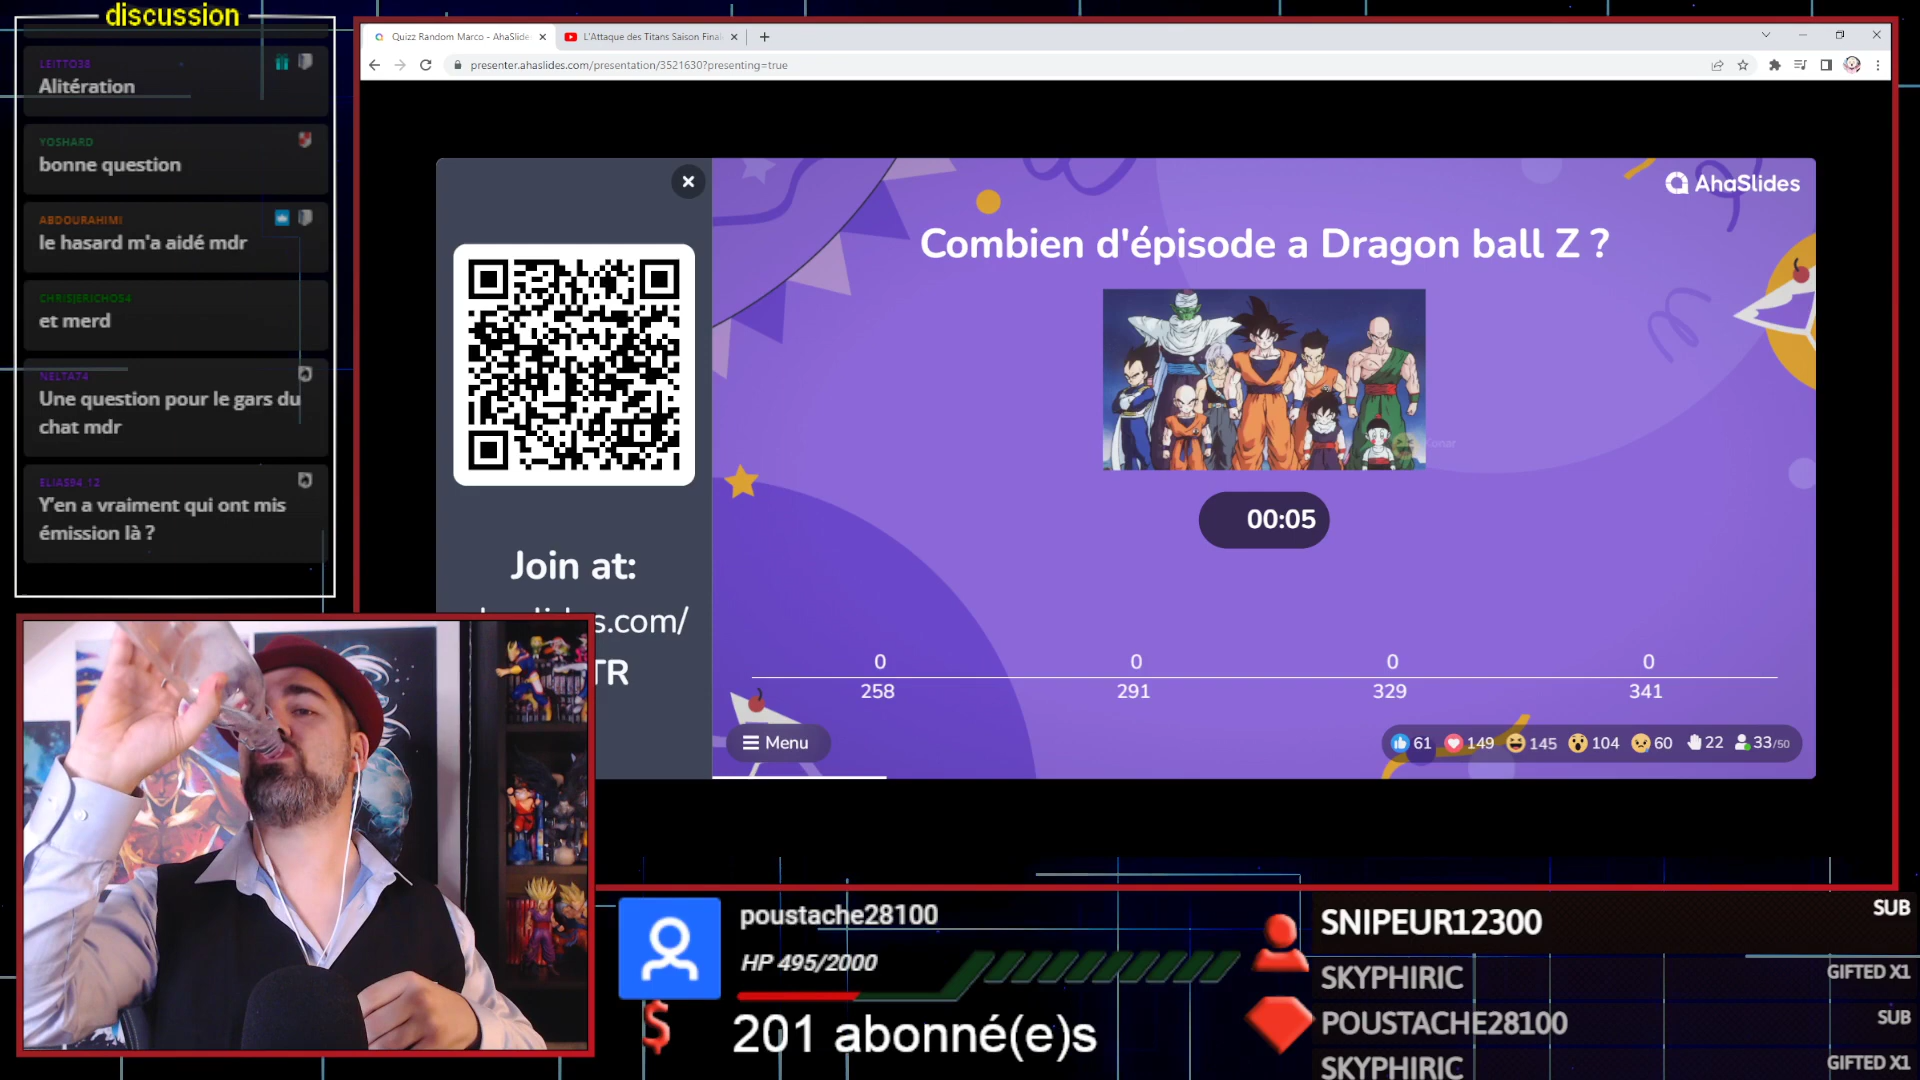 discussion
LEITTO38
Alitération
YOSHARD
bonne question
ABDOURAHIMI
le hasard m'a aidé mdr
CHRISJERICHO54
et merd
NELTA74
Une question pour le gars du
chat mdr
ELIAS94_12
Y'en a vraiment qui ont mis
émission là ?
Quizz Random Marco - AhaSlide
L'Attaque des Titans Saison Final
presenter.ahaslides.com/presentation/3521630?presenting=true
AhaSlides
Combien d'épisode a Dragon ball Z ?
00:05
Join at:
s.com/
TR
0 0 0 0
258 291 329 341
Menu
61 149 145 104 60 22 33/50
poustache28100
HP 495/2000
201 abonné(e)s
SNIPEUR12300 SUB
SKYPHIRIC GIFTED X1
POUSTACHE28100 SUB
SKYPHIRIC GIFTED X1